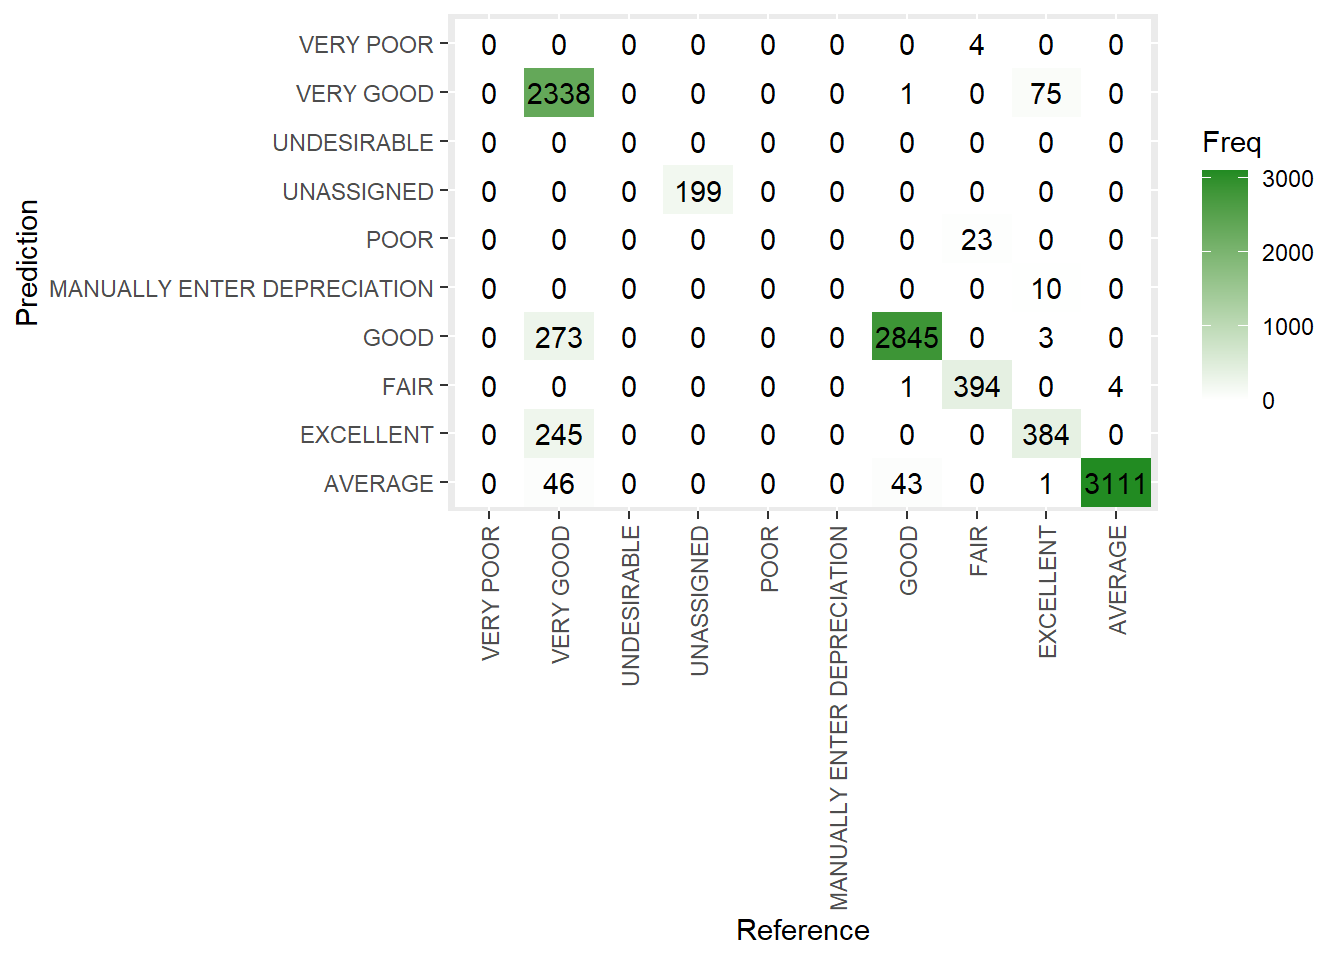 VERY POOR 0 0 0 0 0 0 0 4 0 0
VERY GOOD 0 2338 0 0 0 0 1 0 75 0
UNDESIRABLE 0 0 0 0 0 0 0 0 0 0
UNASSIGNED 0 0 0 199 0 0 0 0 0 0
POOR 0 0 0 0 0 0 0 23 0 0
MANUALLY ENTER DEPRECIATION 0 0 0 0 0 0 0 0 10 0
GOOD 0 273 0 0 0 0 2845 0 3 0
FAIR 0 0 0 0 0 0 1 394 0 4
EXCELLENT 0 245 0 0 0 0 0 0 384 0
AVERAGE 0 46 0 0 0 0 43 0 1 3111
Prediction
VERY POOR
VERY GOOD
UNDESIRABLE
UNASSIGNED
POOR
MANUALLY ENTER DEPRECIATION
GOOD
FAIR
EXCELLENT
AVERAGE
Reference
Freq
3000
2000
1000
0